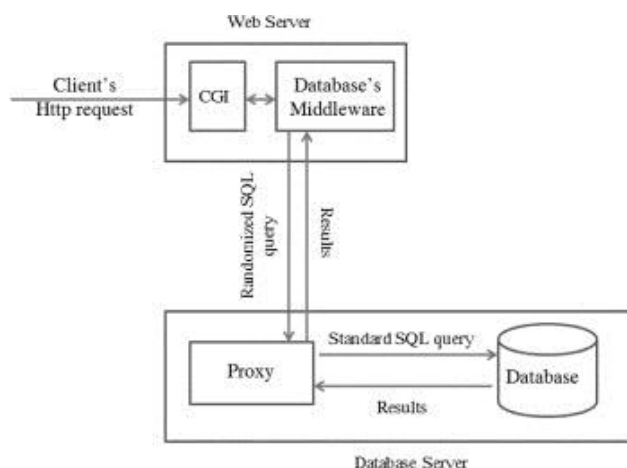 Web Server
Client's
Http request
CGI
Database's
Middleware
Randomized SQL
query
Results
Standard SQL query
Proxy
Database
Results
Database Server